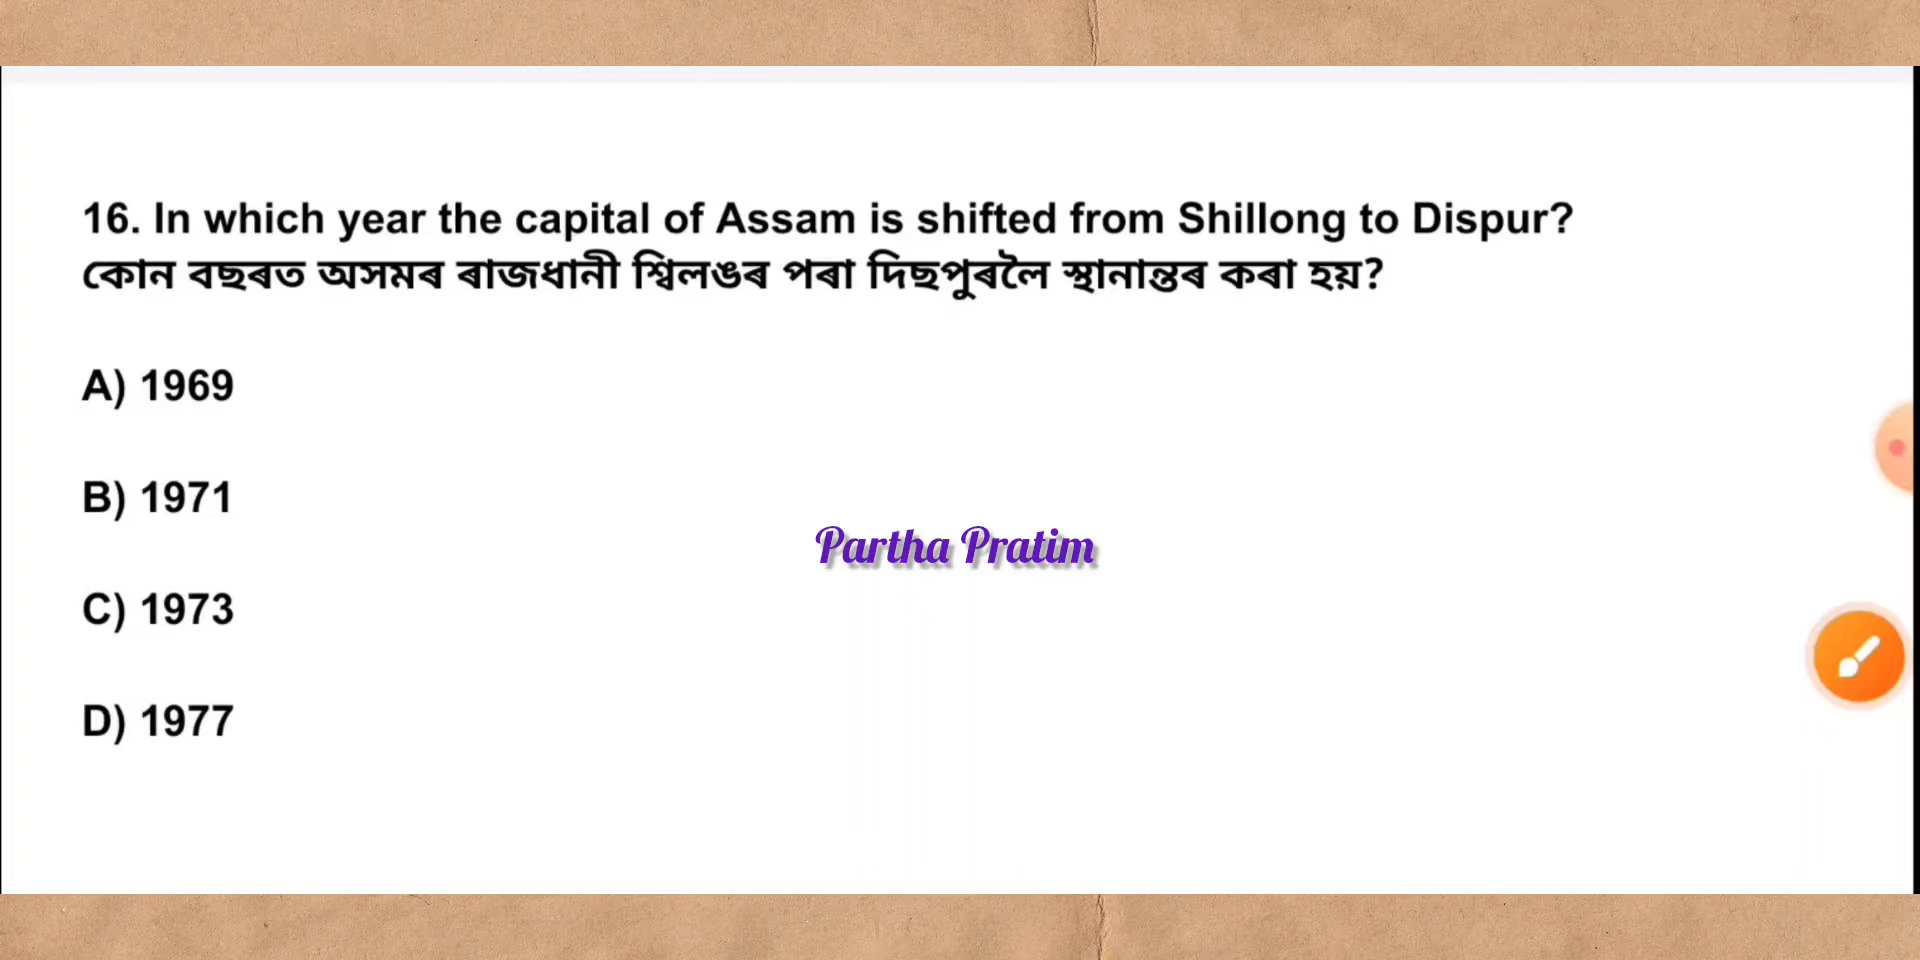 16. In which year the capital of Assam is shifted from Shillong to Dispur?
কোন বছৰত অসমৰ ৰাজধানী শ্বিলঙৰ পৰা দিছপুৰলৈ স্থানান্তৰ কৰা হয়?
A) 1969
B) 1971
Partha Pratim
C) 1973
D) 1977